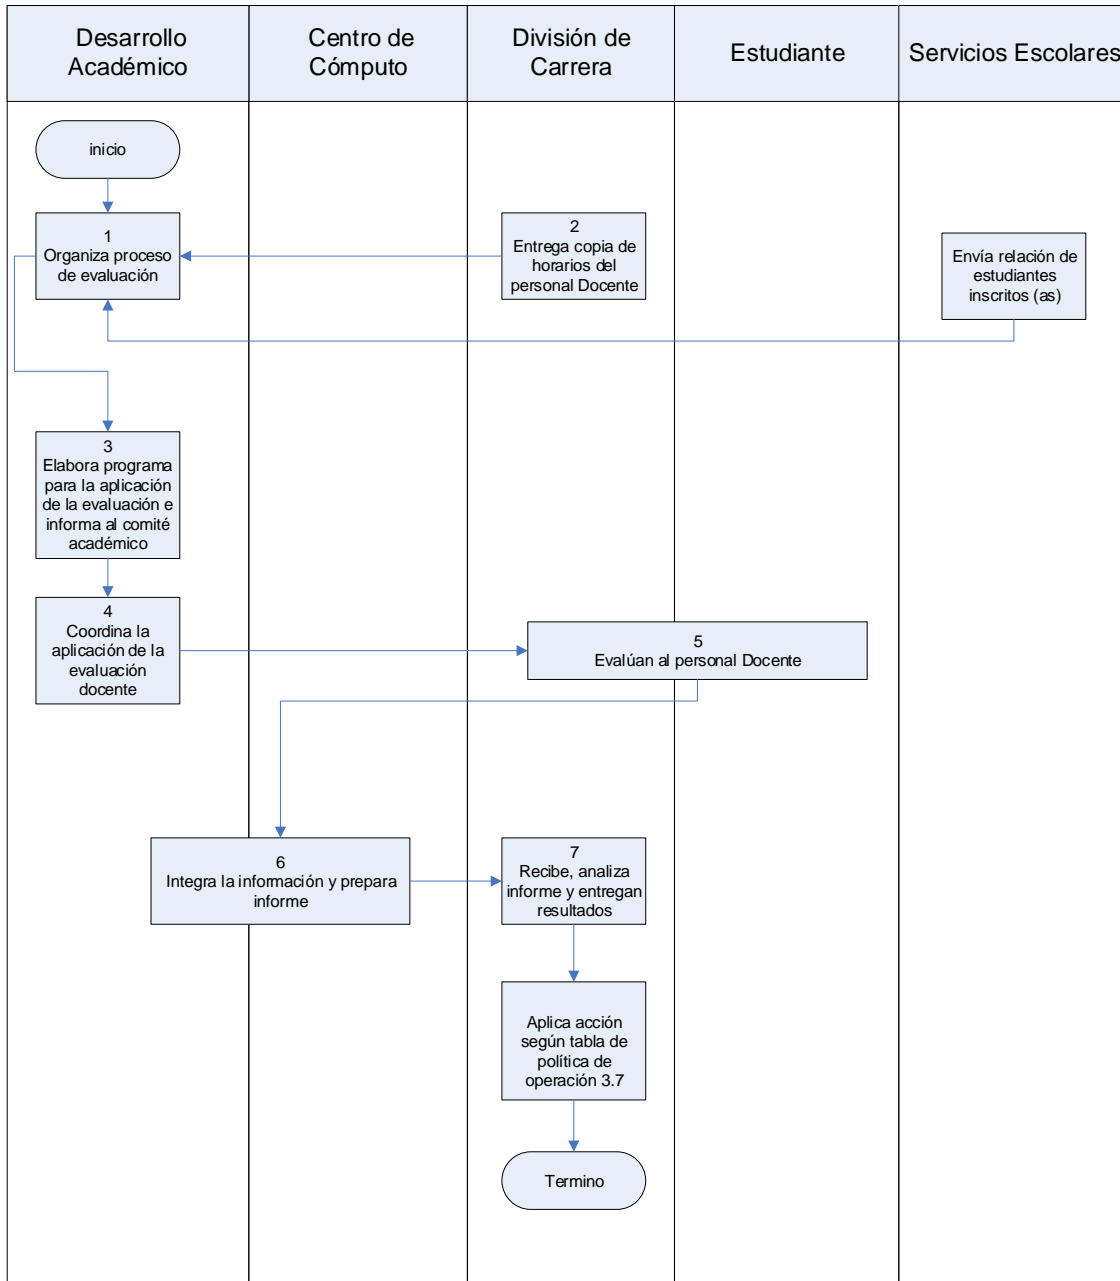 Desarrollo
Académico
Centro de
Cómputo
División de
Carrera
Estudiante
Servicios Escolares
inicio
1
Organiza proceso
de evaluación
2
Entrega copia de
horarios del
personal Docente
Envía relación de
estudiantes
inscritos (as)
3
Elabora programa
para la aplicación
de la evaluación e
informa al comité
académico
4
Coordina la
aplicación de la
evaluación
docente
5
Evalúan al personal Docente
6
Integra la información y prepara
informe
7
Recibe, analiza
informe y entregan
resultados
Aplica acción
según tabla de
política de
operación 3.7
Termino